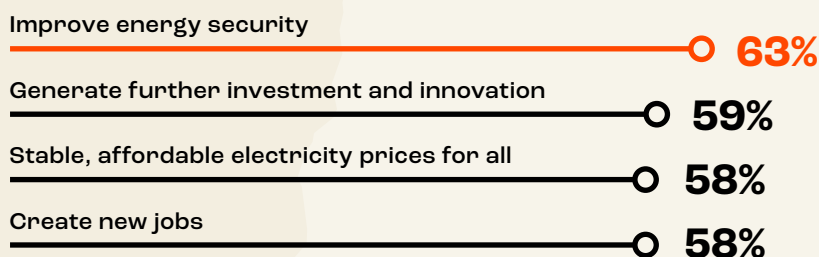 Improve energy security
63%
Generate further investment and innovation
59%
Stable, affordable electricity prices for all
58%
Create new jobs
58%